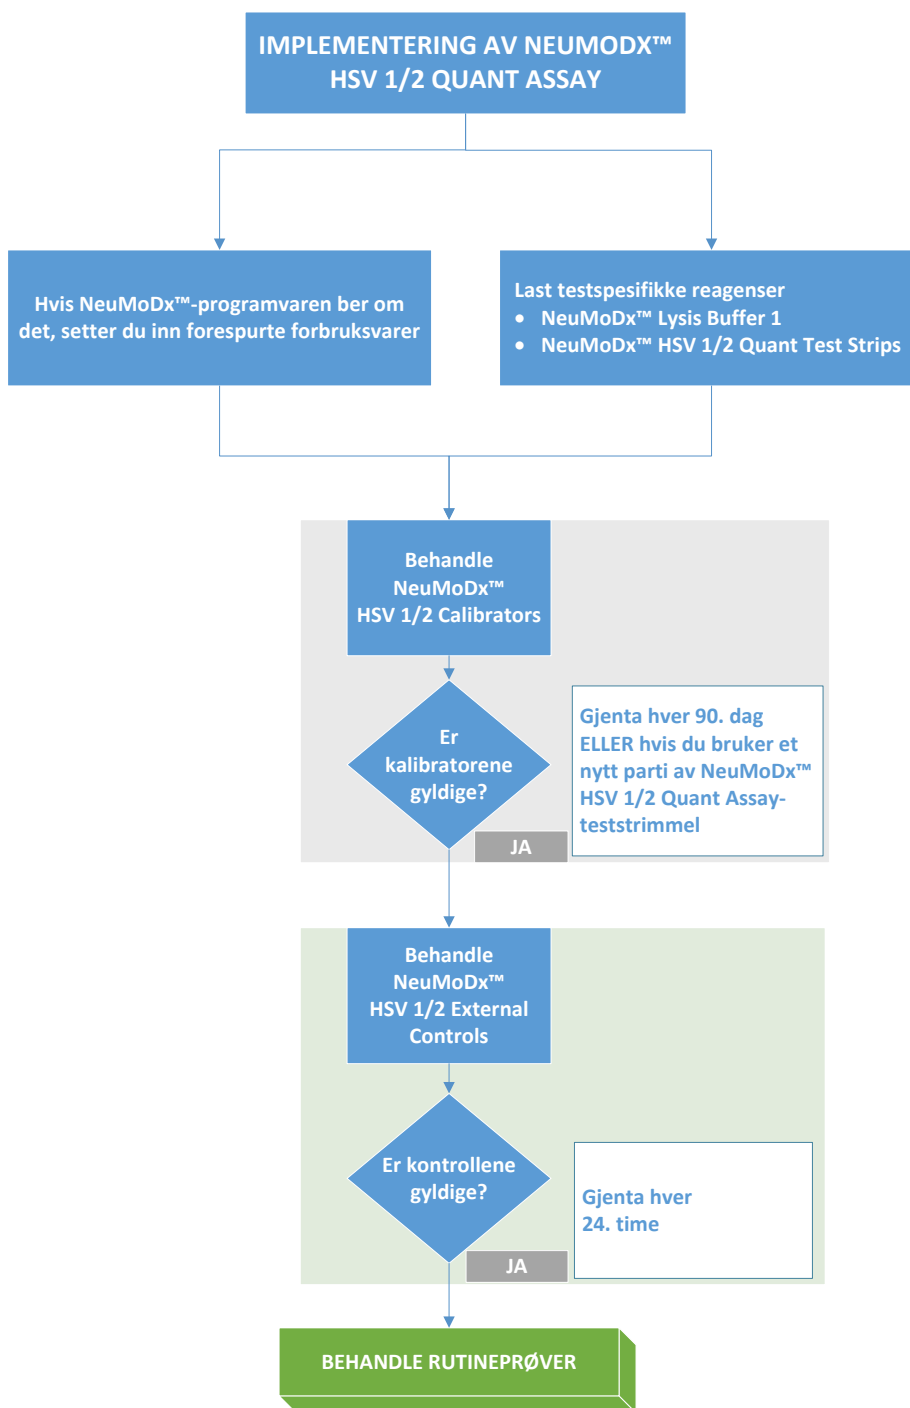 IMPLEMENTERING AV NEUMODX™
HSV 1/2 QUANT ASSAY
Hvis NeuMoDx™-programvaren ber om
det, setter du inn forespurte forbruksvarer
Last testspesifikke reagenser
• NeuMoDx™ Lysis Buffer 1
• NeuMoDx™ HSV 1/2 Quant Test Strips
Behandle
NeuMoDx™
HSV 1/2 Calibrators
Er
kalibratorene
gyldige?
Gjenta hver 90. dag
ELLER hvis du bruker et
nytt parti av NeuMoDx™
HSV 1/2 Quant Assay-
teststrimmel
JA
Behandle
NeuMoDx™
HSV 1/2 External
Controls
Er kontrollene
gyldige?
Gjenta hver
24. time
JA
BEHANDLE RUTINEPRØVER